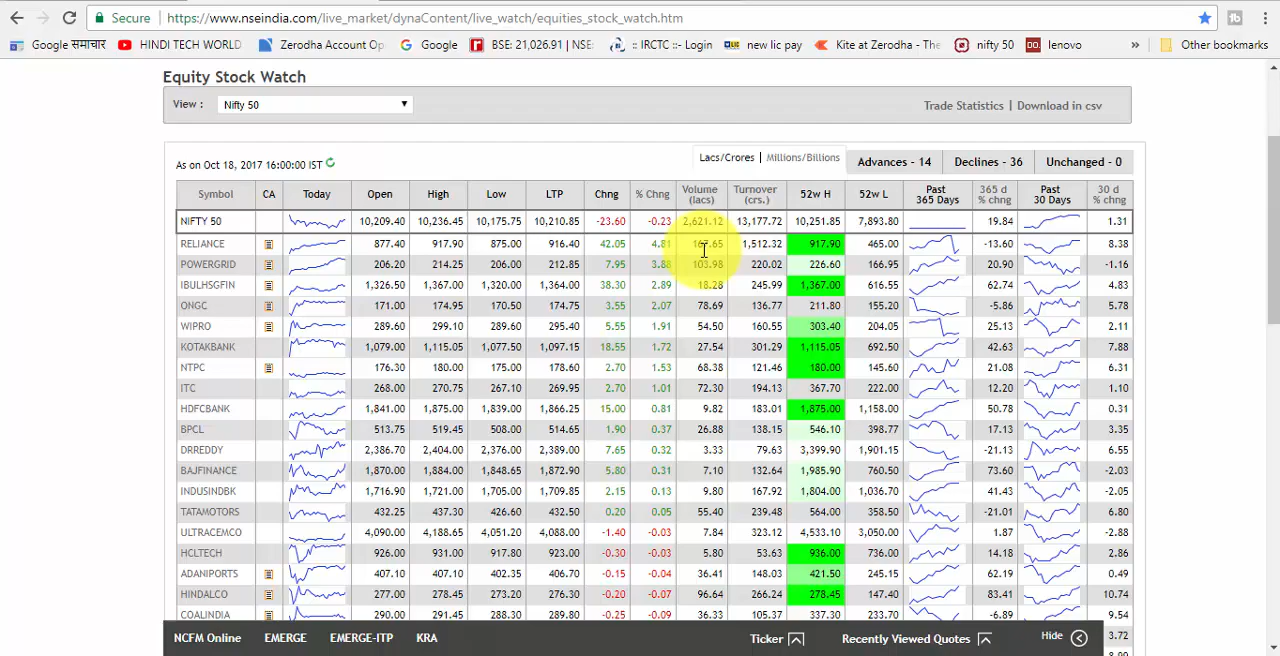 Secure https://www.nseindia.com/live_market/dynaContent/live_watch/equities_stock_watch.htm
Google समाचार HINDI TECH WORLD Zerodha Account Op Google BSE: 21,026.91 | NSE: :: IRCTC ::- Login new lic pay Kite at Zerodha - The nifty 50 lenovo » Other bookmarks
Equity Stock Watch
View : Nifty 50 Trade Statistics | Download in csv
As on Oct 18, 2017 16:00:00 IST Lacs/Crores | Millions/Billions Advances - 14 Declines - 36 Unchanged - 0
Symbol CA Today Open High Low LTP Chng % Chng Volume (lacs) Turnover (crs.) 52w H 52w L Past 365 Days 365 d % chng Past 30 Days 30 d % chng
NIFTY 50 10,209.40 10,236.45 10,175.75 10,210.85 -23.60 -0.23 2,621.12 13,177.72 10,251.85 7,893.80 19.84 1.31
RELIANCE 877.40 917.90 875.00 916.40 42.05 4.81 167.65 1,512.32 917.90 465.00 -13.60 8.38
POWERGRID 206.20 214.25 206.00 212.85 7.95 3.88 103.98 220.02 226.60 166.95 20.90 -1.16
IBULHSGFIN 1,326.50 1,367.00 1,320.00 1,364.00 38.30 2.89 18.28 245.99 1,367.00 616.55 62.74 4.83
ONGC 171.00 174.95 170.50 174.75 3.55 2.07 78.69 136.77 211.80 155.20 -5.86 5.78
WIPRO 289.60 299.10 289.60 295.40 5.55 1.91 54.50 160.55 303.40 204.05 25.13 2.11
KOTAKBANK 1,079.00 1,115.05 1,077.50 1,097.15 18.55 1.72 27.54 301.29 1,115.05 692.50 42.63 7.88
NTPC 176.30 180.00 175.00 178.60 2.70 1.53 68.38 121.46 180.00 145.60 21.08 6.31
ITC 268.00 270.75 267.10 269.95 2.70 1.01 72.30 194.13 367.70 222.00 12.20 1.10
HDFCBANK 1,841.00 1,875.00 1,839.00 1,866.25 15.00 0.81 9.82 183.01 1,875.00 1,158.00 50.78 0.31
BPCL 513.75 519.45 508.00 514.65 1.90 0.37 26.88 138.15 546.10 398.77 17.13 3.35
DRREDDY 2,386.70 2,404.00 2,376.00 2,389.00 7.65 0.32 3.33 79.63 3,399.90 1,901.15 -21.13 6.55
BAJFINANCE 1,870.00 1,884.00 1,848.65 1,872.90 5.80 0.31 7.10 132.64 1,985.90 760.50 73.60 -2.03
INDUSINDBK 1,716.90 1,721.00 1,705.00 1,709.85 2.15 0.13 9.80 167.92 1,804.00 1,036.70 41.43 -2.05
TATAMOTORS 432.25 437.30 426.60 432.50 0.20 0.05 55.40 239.48 564.00 358.50 -21.01 6.80
ULTRACEMCO 4,090.00 4,188.65 4,051.20 4,088.00 -1.40 -0.03 7.84 323.12 4,533.10 3,050.00 1.87 -2.88
HCLTECH 926.00 931.00 917.80 923.00 -0.30 -0.03 5.80 53.63 936.00 736.00 14.18 2.86
ADANIPORTS 407.10 407.10 402.35 406.70 -0.15 -0.04 36.41 148.03 421.50 245.15 62.19 0.49
HINDALCO 277.00 278.45 273.20 276.30 -0.20 -0.07 96.64 266.24 278.45 147.40 83.41 10.74
COALINDIA 290.00 291.45 288.30 289.80 -0.25 -0.09 36.33 105.37 337.30 233.70 -6.89 9.54
NCFM Online EMERGE EMERGE-ITP KRA Ticker Recently Viewed Quotes Hide 3.72